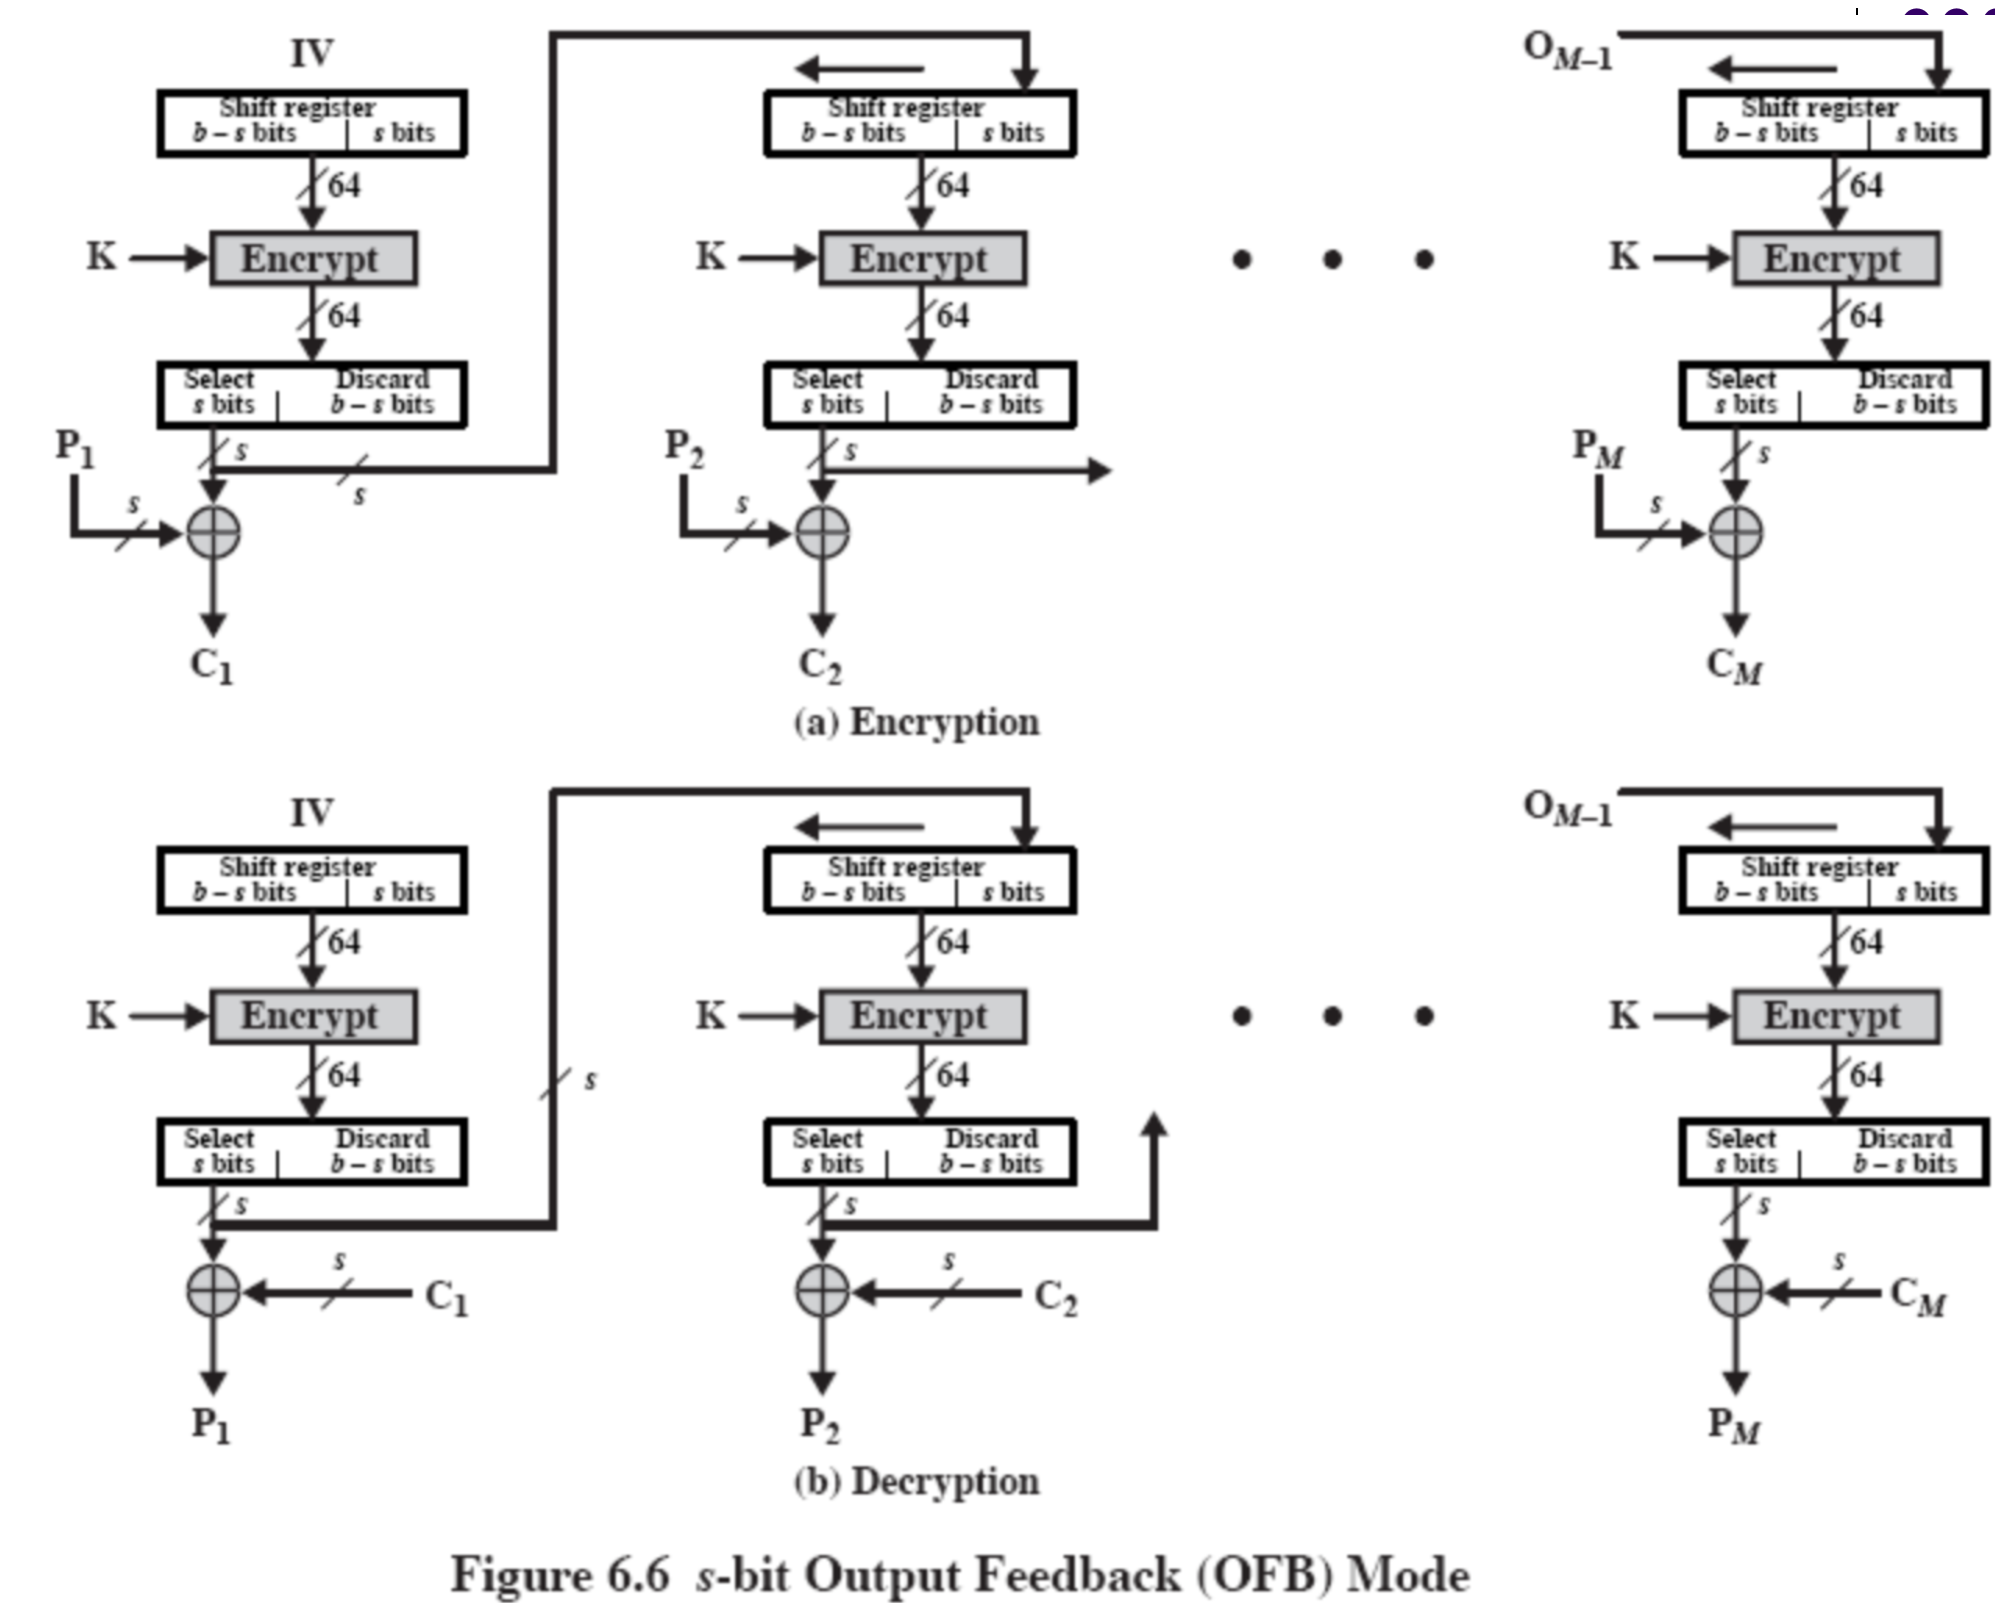 IV O_{M–1}
Shift register Shift register Shift register
b – s bits | s bits b – s bits | s bits b – s bits | s bits
64 64 64
K Encrypt K Encrypt K Encrypt
64 64 64
Select Discard Select Discard Select Discard
s bits | b – s bits s bits | b – s bits s bits | b – s bits
P_1 s P_2 s P_M s
s s s s
C_1 C_2 C_M
(a) Encryption
IV O_{M–1}
Shift register Shift register Shift register
b – s bits | s bits b – s bits | s bits b – s bits | s bits
64 64 64
K Encrypt K Encrypt K Encrypt
64 s 64 64
Select Discard Select Discard Select Discard
s bits | b – s bits s bits | b – s bits s bits | b – s bits
s s s
s C_1 s C_2 s C_M
P_1 P_2 P_M
(b) Decryption
Figure 6.6 s-bit Output Feedback (OFB) Mode